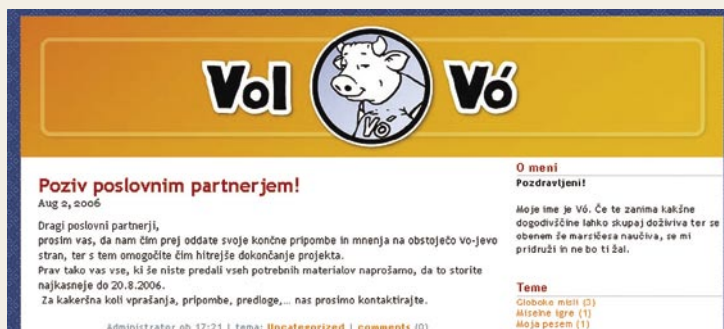 Vol
Vó
Vó
Poziv poslovnim partnerjem!
Aug 2, 2006
Dragi poslovni partnerji,
prosim vas, da nam čim prej oddate svoje končne pripombe in mnenja na obstoječo vo-jevo
stran, ter s tem omogočite čim hitrejše dokončanje projekta.
Prav tako vas vse, ki še niste predali vseh potrebnih materialov naprošamo, da to storite
najkasneje do 20.8.2006.
Za kakeršna koli vprašanja, pripombe, predloge,... nas prosimo kontaktirajte.
Administrator ob 17:21 | tema: Uncategorized | comments (0)
O meni
Pozdravljeni!
Moje ime je Vó. Če te zanima kakšne
dogodivščine lahko skupaj doživiva ter se
obenem še marsičesa naučiva, se mi
pridruži in ne bo ti žal.
Teme
Globoke misli (3)
Miselne igre (1)
Moja pesem (1)